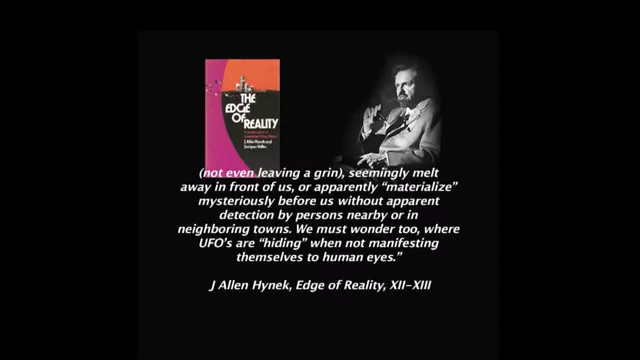 THE
EDGE
OF
REALITY
(not even leaving a grin), seemingly melt
away in front of us, or apparently “materialize”
mysteriously before us without apparent
detection by persons nearby or in
neighboring towns. We must wonder too, where
UFO's are “hiding” when not manifesting
themselves to human eyes.”
J Allen Hynek, Edge of Reality, XII-XIII